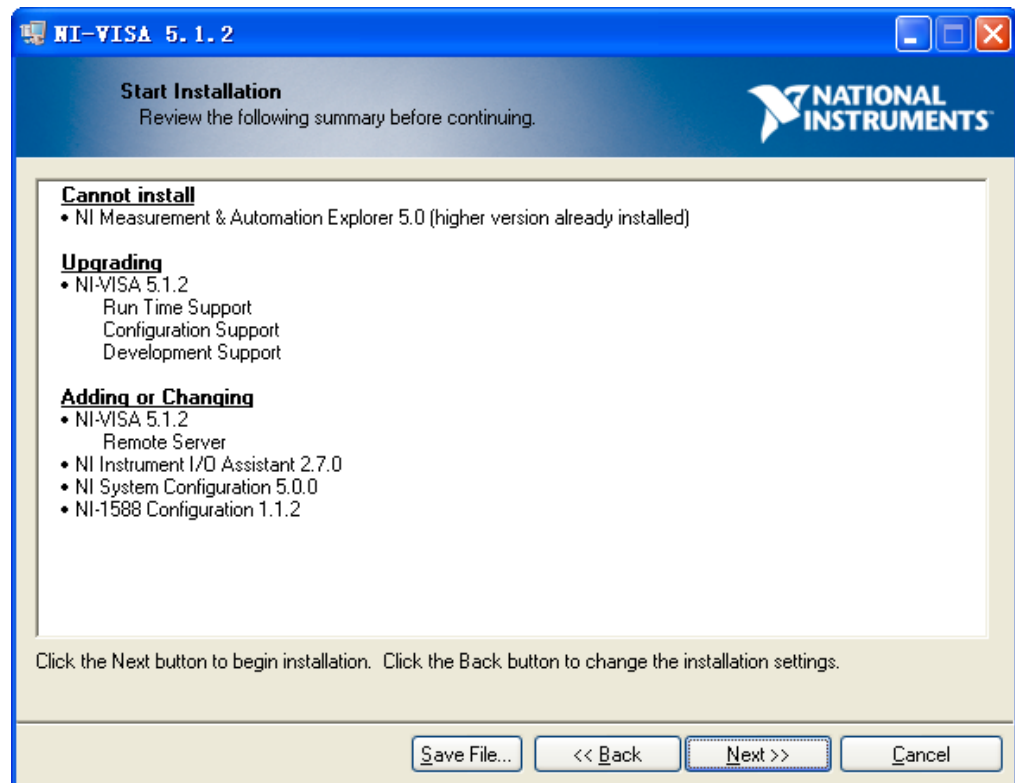 NI-VISA 5.1.2
Start Installation
Review the following summary before continuing.
NATIONAL
INSTRUMENTS™
Cannot install
• NI Measurement & Automation Explorer 5.0 (higher version already installed)
Upgrading
• NI-VISA 5.1.2
Run Time Support
Configuration Support
Development Support
Adding or Changing
• NI-VISA 5.1.2
Remote Server
• NI Instrument I/O Assistant 2.7.0
• NI System Configuration 5.0.0
• NI-1588 Configuration 1.1.2
Click the Next button to begin installation.  Click the Back button to change the installation settings.
Save File... << Back Next >> Cancel